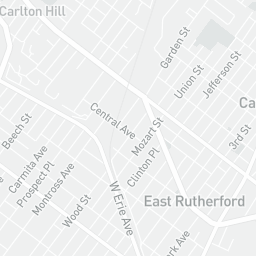 Carlton Hill
Garden St
Jefferson St
Union St
Ca
Central Ave
Mozart St
3rd St
Beech St
Clinton Pl
Carmita Ave
Prospect Pl
Montross Ave
W Erie Ave
East Rutherford
Wood St
ark Ave